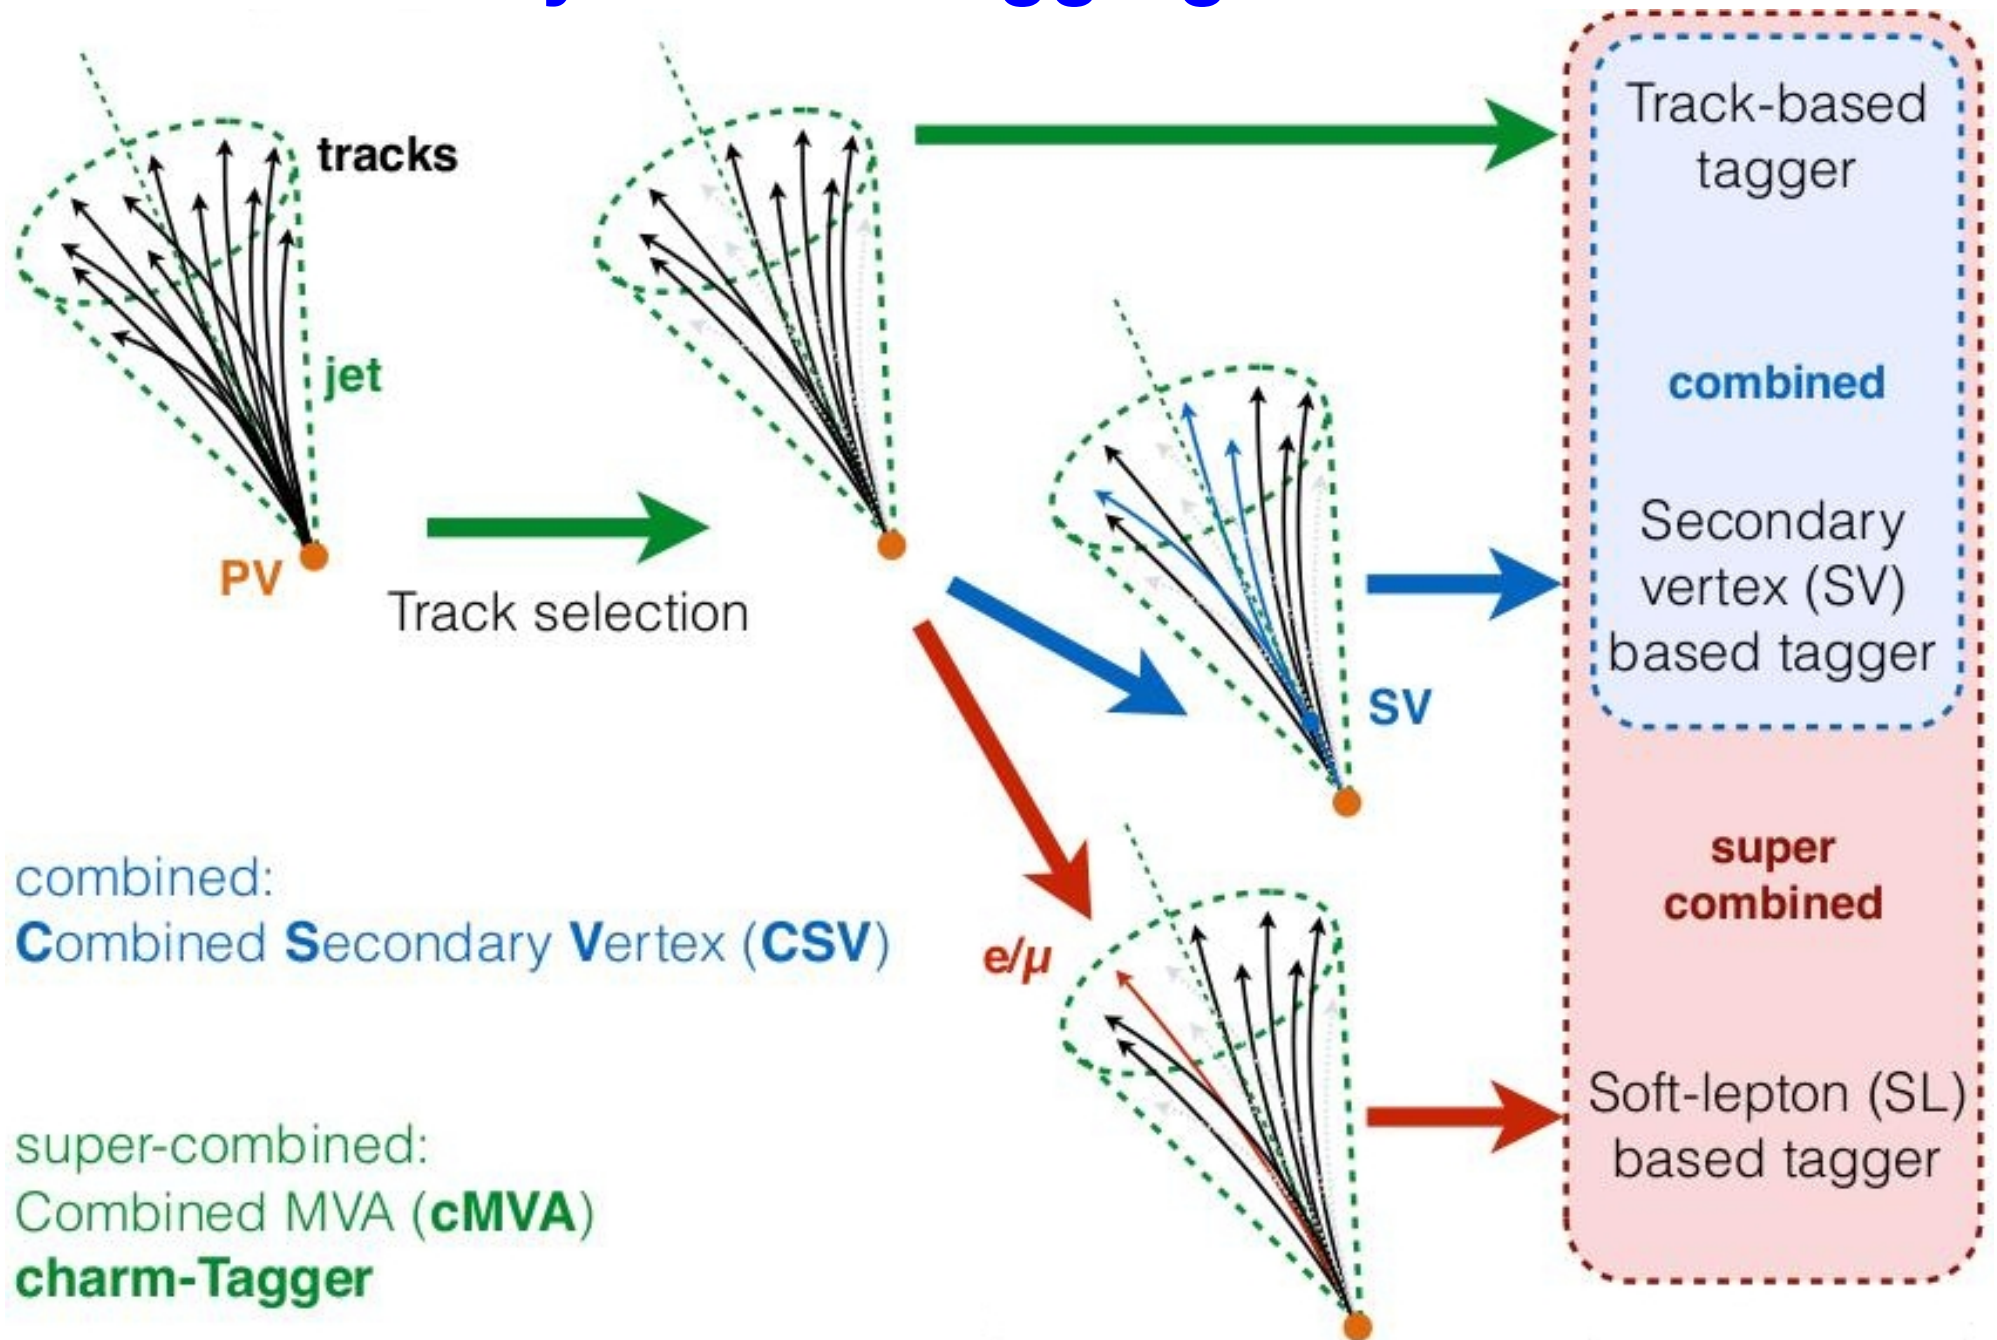 tracks
jet
PV
Track selection
SV
e/μ
Track-based
tagger
combined
Secondary
vertex (SV)
based tagger
super
combined
Soft-lepton (SL)
based tagger
combined:
Combined Secondary Vertex (CSV)
super-combined:
Combined MVA (cMVA)
charm-Tagger